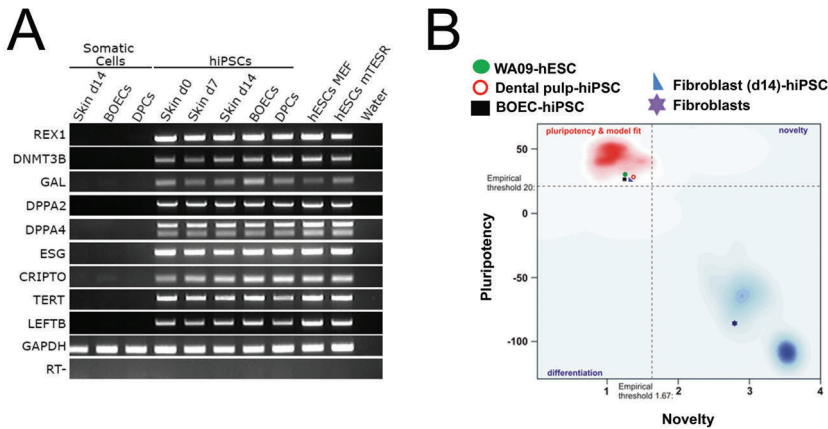 A
Somatic
Cells
hiPSCs
Skin d14
BOECs
DPCs
Skin d0
Skin d7
Skin d14
BOECs
DPCs
hESCs MEF
hESCs mTESR
Water
REX1
DNMT3B
GAL
DPPA2
DPPA4
ESG
CRIPTO
TERT
LEFTB
GAPDH
RT-
B
WA09-hESC
Dental pulp-hiPSC
BOEC-hiPSC
Fibroblast (d14)-hiPSC
Fibroblasts
pluripotency & model fit
novelty
50
Empirical
threshold 20:
0
-50
-100
Pluripotency
differentiation
Empirical
threshold 1.67:
1
2
3
4
Novelty